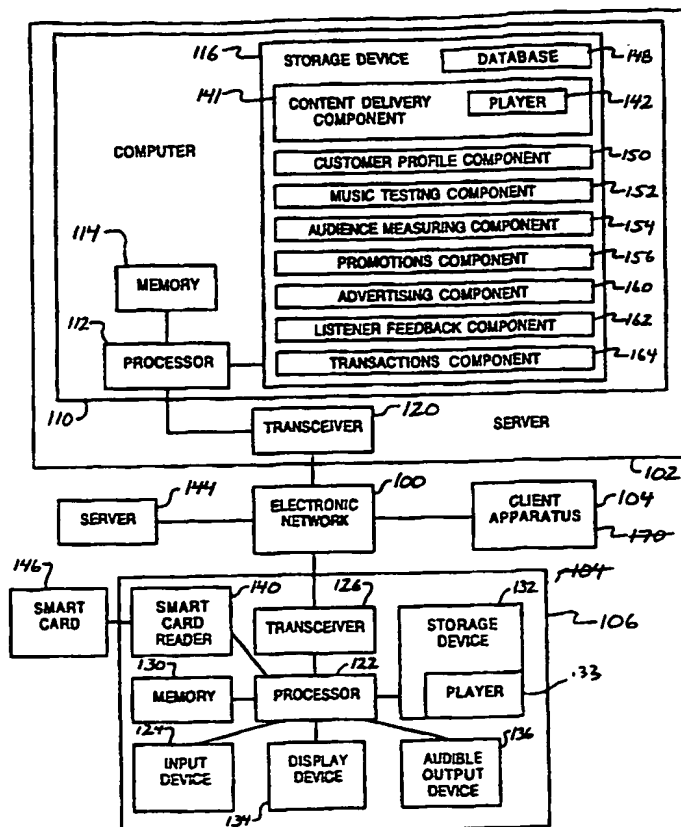 116 STORAGE DEVICE DATABASE 148
141 CONTENT DELIVERY COMPONENT PLAYER 142
COMPUTER
CUSTOMER PROFILE COMPONENT 150
MUSIC TESTING COMPONENT 152
AUDIENCE MEASURING COMPONENT 154
114
MEMORY
PROMOTIONS COMPONENT 156
ADVERTISING COMPONENT 160
112
PROCESSOR
LISTENER FEEDBACK COMPONENT 162
TRANSACTIONS COMPONENT 164
110
TRANSCEIVER 120
SERVER
102
144
SERVER
100
ELECTRONIC NETWORK
CLIENT APPARATUS 104
170
146
SMART CARD
140
SMART CARD READER
126
TRANSCEIVER
132
STORAGE DEVICE
104
106
130
MEMORY
122
PROCESSOR
PLAYER
133
124
INPUT DEVICE
DISPLAY DEVICE
134
136
AUDIBLE OUTPUT DEVICE